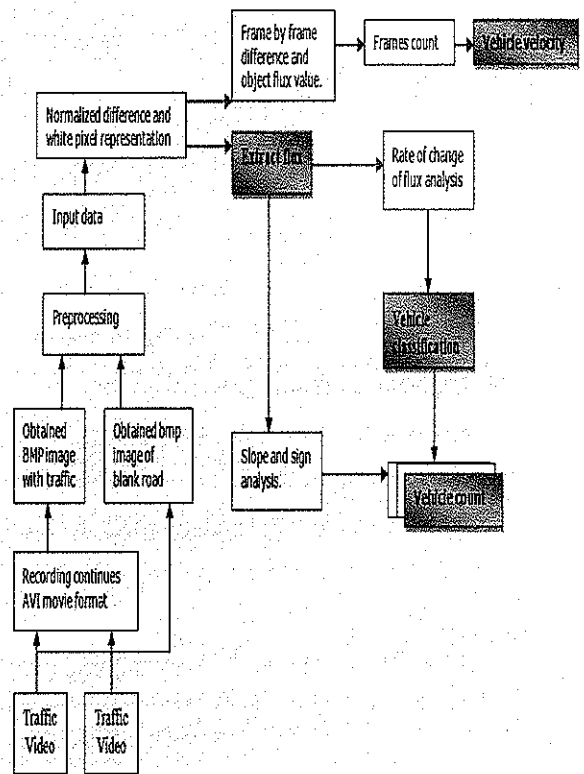 Frame by frame
difference and
object flux value.
Frames count
Vehicle velocity
Normalized difference and
white pixel representation
Extract flux
Rate of change
of flux analysis
Input data
Preprocessing
Vehicle
classification
Obtained
BMP image
with traffic
Obtained bmp
image of
blank road
Slope and sign
analysis.
Vehicle count
Recording continues
AVI movie format
Traffic
Video
Traffic
Video